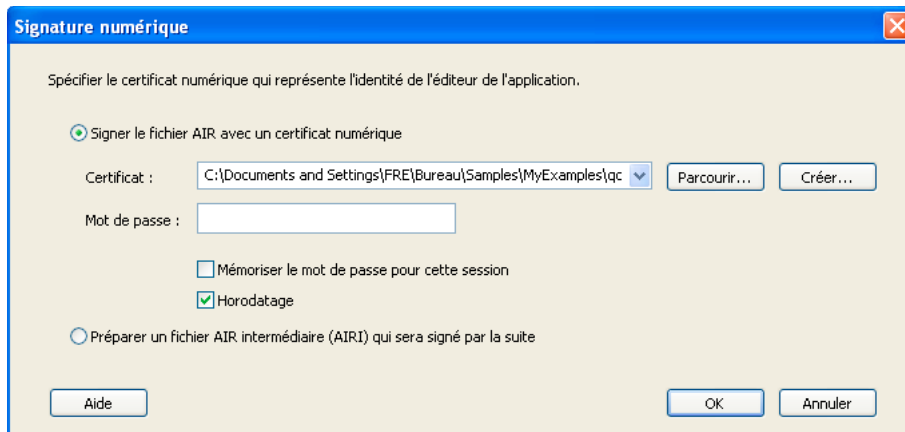 Signature numérique
Spécifier le certificat numérique qui représente l'identité de l'éditeur de l'application.
Signer le fichier AIR avec un certificat numérique
Certificat : C:\Documents and Settings\FRE\Bureau\Samples\MyExamples\qc Parcourir... Créer...
Mot de passe :
Mémoriser le mot de passe pour cette session
Horodatage
Préparer un fichier AIR intermédiaire (AIRI) qui sera signé par la suite
Aide OK Annuler